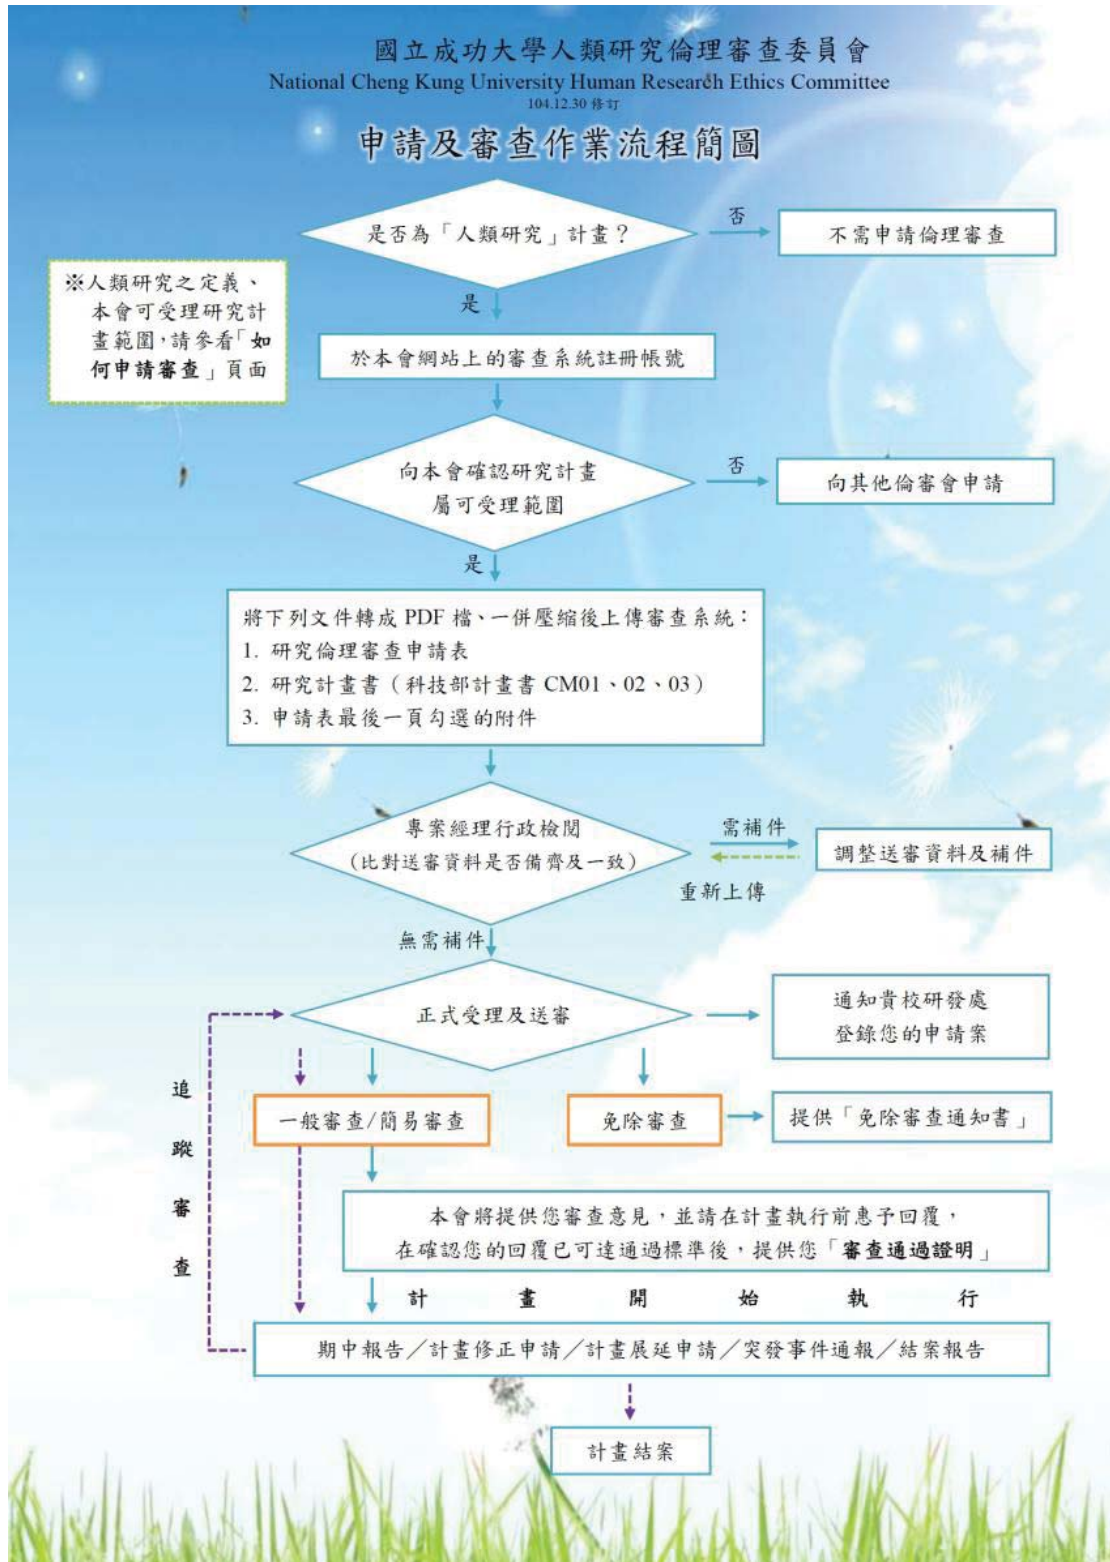 國立成功大學人類研究倫理審查委員會
National Cheng Kung University Human Research Ethics Committee
104.12.30 修訂
申請及審查作業流程簡圖
是否為「人類研究」計畫？
否
不需申請倫理審查
※人類研究之定義、
本會可受理研究計
畫範圍，請參看「如
何申請審查」頁面
是
於本會網站上的審查系統註冊帳號
向本會確認研究計畫
屬可受理範圍
否
向其他倫審會申請
是
將下列文件轉成 PDF 檔、一併壓縮後上傳審查系統：
1. 研究倫理審查申請表
2. 研究計畫書（科技部計畫書 CM01、02、03）
3. 申請表最後一頁勾選的附件
專案經理行政檢閱
(比對送審資料是否備齊及一致)
需補件
調整送審資料及補件
重新上傳
無需補件
正式受理及送審
通知貴校研發處
登錄您的申請案
追蹤審查
一般審查/簡易審查
免除審查
提供「免除審查通知書」
本會將提供您審查意見，並請在計畫執行前惠予回覆，
在確認您的回覆已可達通過標準後，提供您「審查通過證明」
計畫開始執行
期中報告／計畫修正申請／計畫展延申請／突發事件通報／結案報告
計畫結案